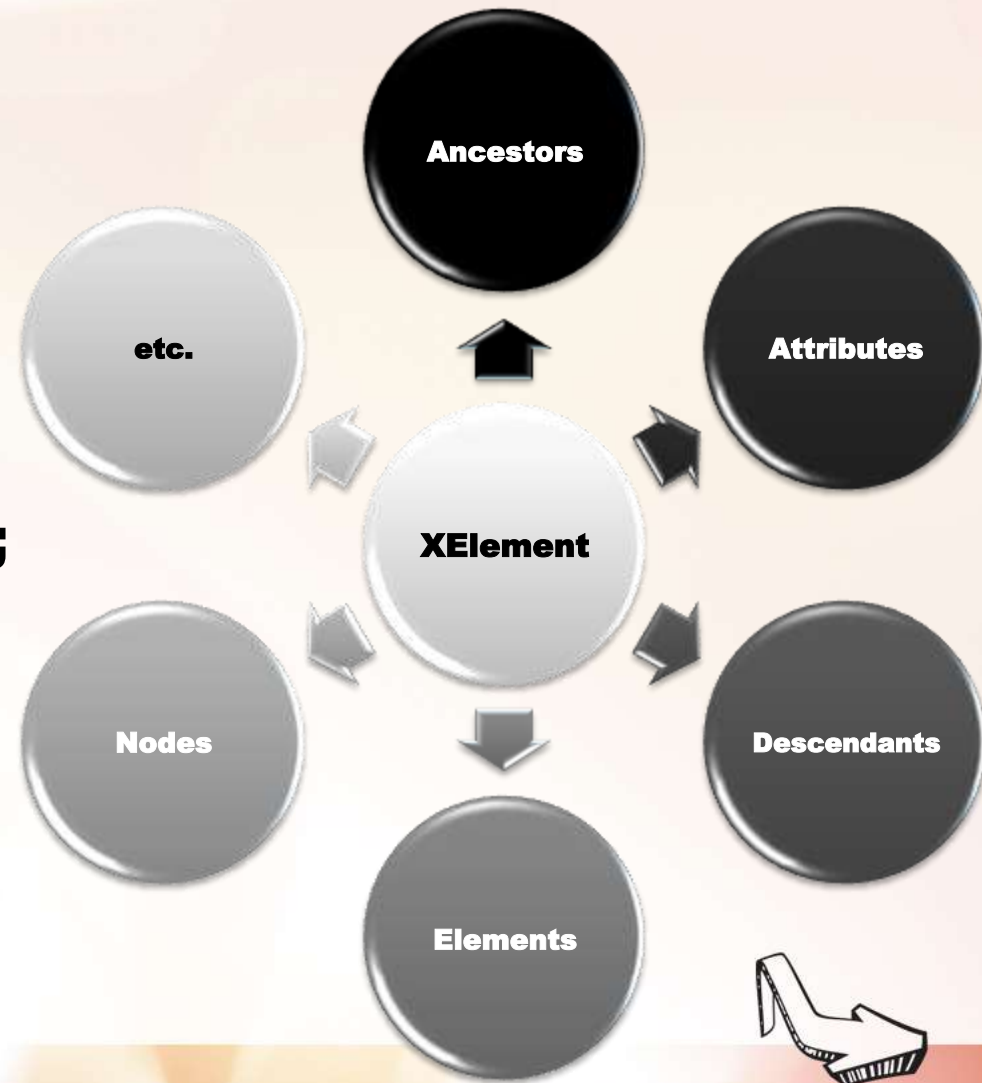 Ancestors
etc.
Attributes
XElement
;
Nodes
Descendants
Elements